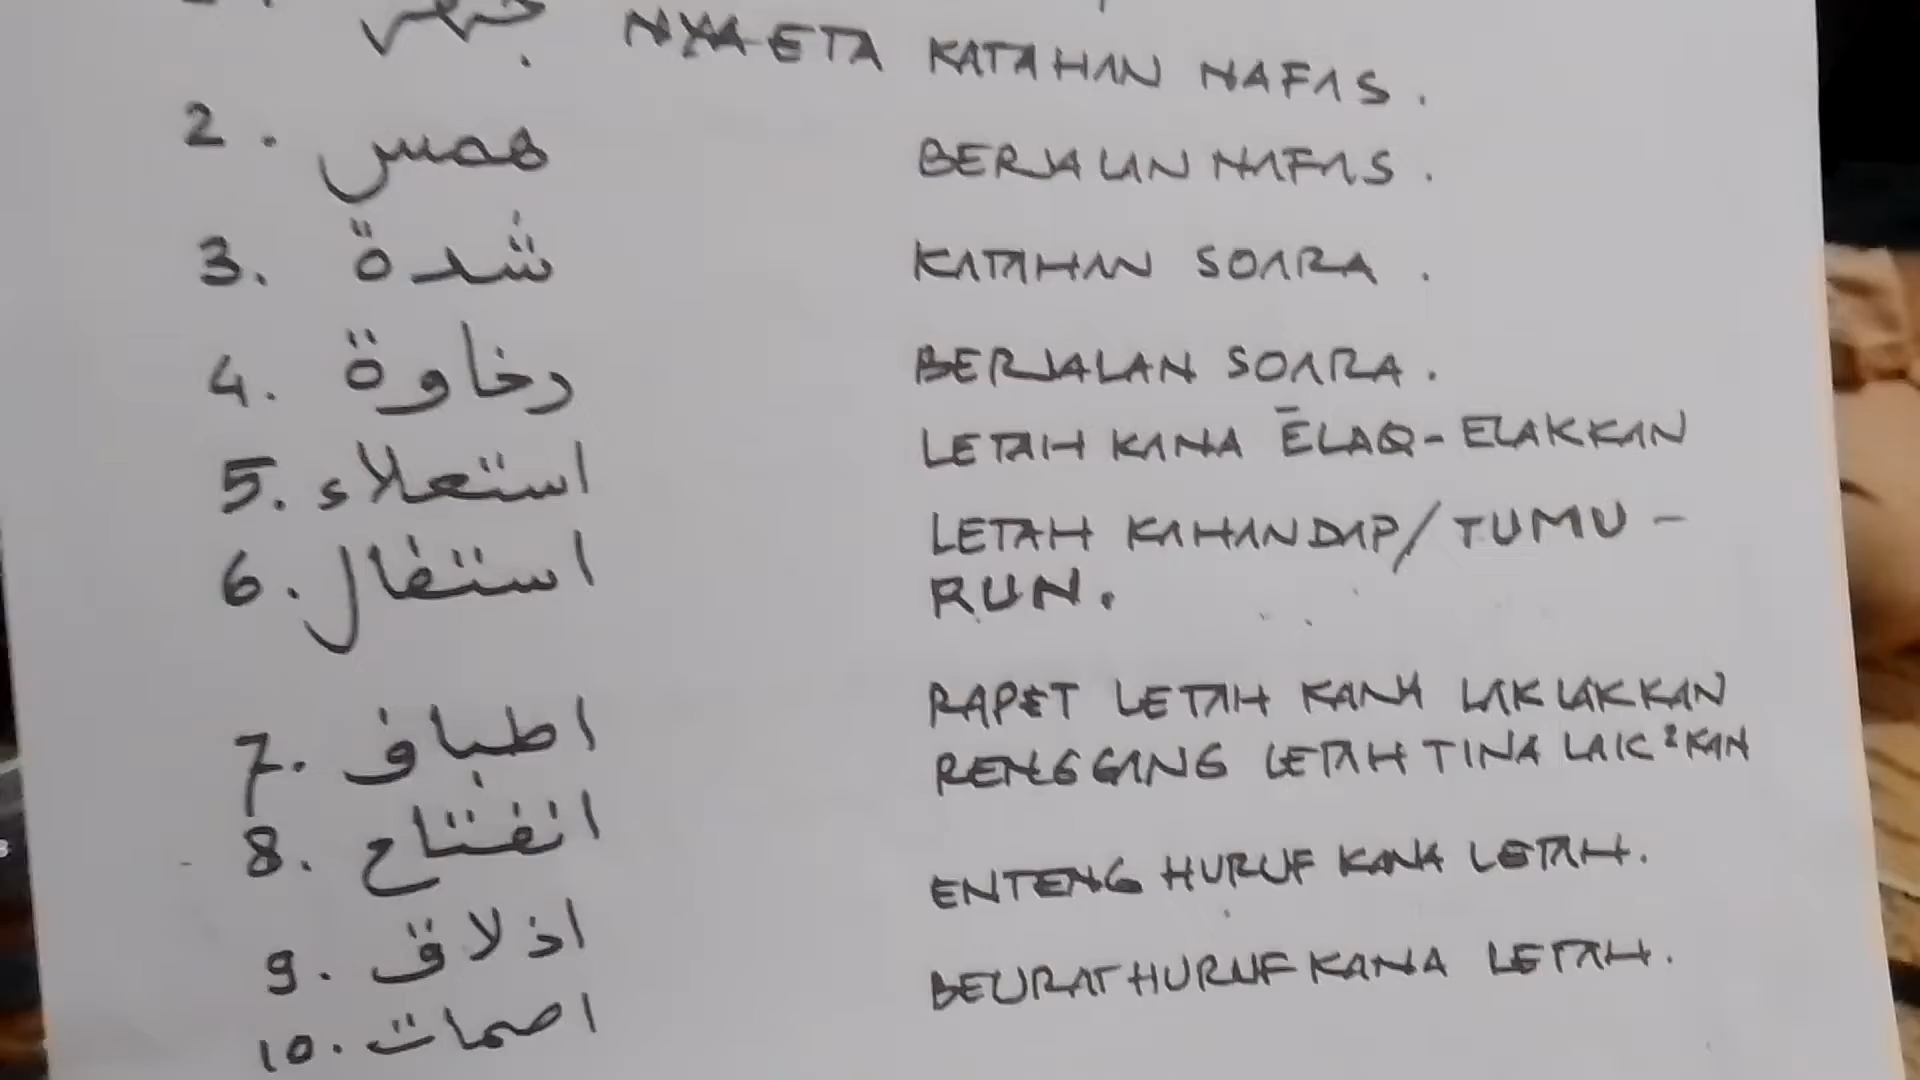 جهر NYAETA KATAHAN NAFAS.
2. همس BERJALAN NAFAS.
3. شدة KATAHAN SOARA.
4. رخاوة BERJALAN SOARA.
5. استعلاء LETAH KANA ĒLAQ-ELAKKAN
6. استفال LETAH KAHANDAP/TUMU-
RUN.
7. اطباق RAPET LETAH KANA LAKLAKKAN
8. انفتاح RENGGANG LETAH TINA LAK²KAN
9. اذلاق ENTENG HURUF KANA LETAH.
10. اصمات BEURAT HURUF KANA LETAH.